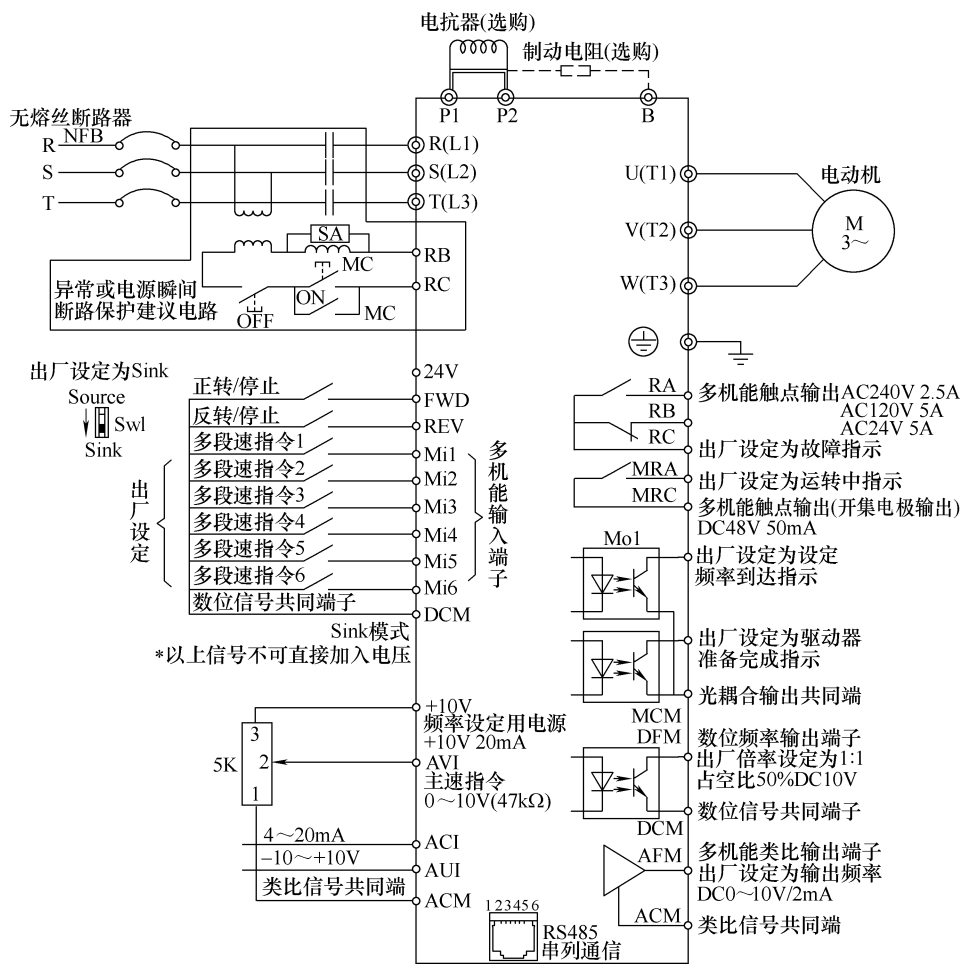 电抗器(选购)
制动电阻(选购)
P1
P2
B
无熔丝断路器
NFB
R
S
T
R(L1)
S(L2)
T(L3)
SA
MC
RB
RC
ON
MC
OFF
异常或电源瞬间
断路保护建议电路
U(T1)
V(T2)
W(T3)
电动机
M
3～
出厂设定为Sink
Source
Sw1
Sink
出厂设定
正转/停止
反转/停止
多段速指令1
多段速指令2
多段速指令3
多段速指令4
多段速指令5
多段速指令6
数位信号共同端子
24V
FWD
REV
Mi1
Mi2
Mi3
Mi4
Mi5
Mi6
DCM
多机能输入端子
Sink模式
*以上信号不可直接加入电压
5K
3
2
1
+10V
频率设定用电源
+10V 20mA
AVI
主速指令
0～10V(47kΩ)
4～20mA
ACI
−10～+10V
AUI
类比信号共同端
ACM
RA
RB
RC
多机能触点输出AC240V 2.5A
AC120V 5A
AC24V 5A
出厂设定为故障指示
MRA
MRC
出厂设定为运转中指示
多机能触点输出(开集电极输出)
DC48V 50mA
Mo1
出厂设定为设定
频率到达指示
出厂设定为驱动器
准备完成指示
光耦合输出共同端
MCM
DFM
数位频率输出端子
出厂倍率设定为1:1
占空比50%DC10V
数位信号共同端子
DCM
AFM
多机能类比输出端子
出厂设定为输出频率
DC0～10V/2mA
ACM
类比信号共同端
123456
RS485
串列通信